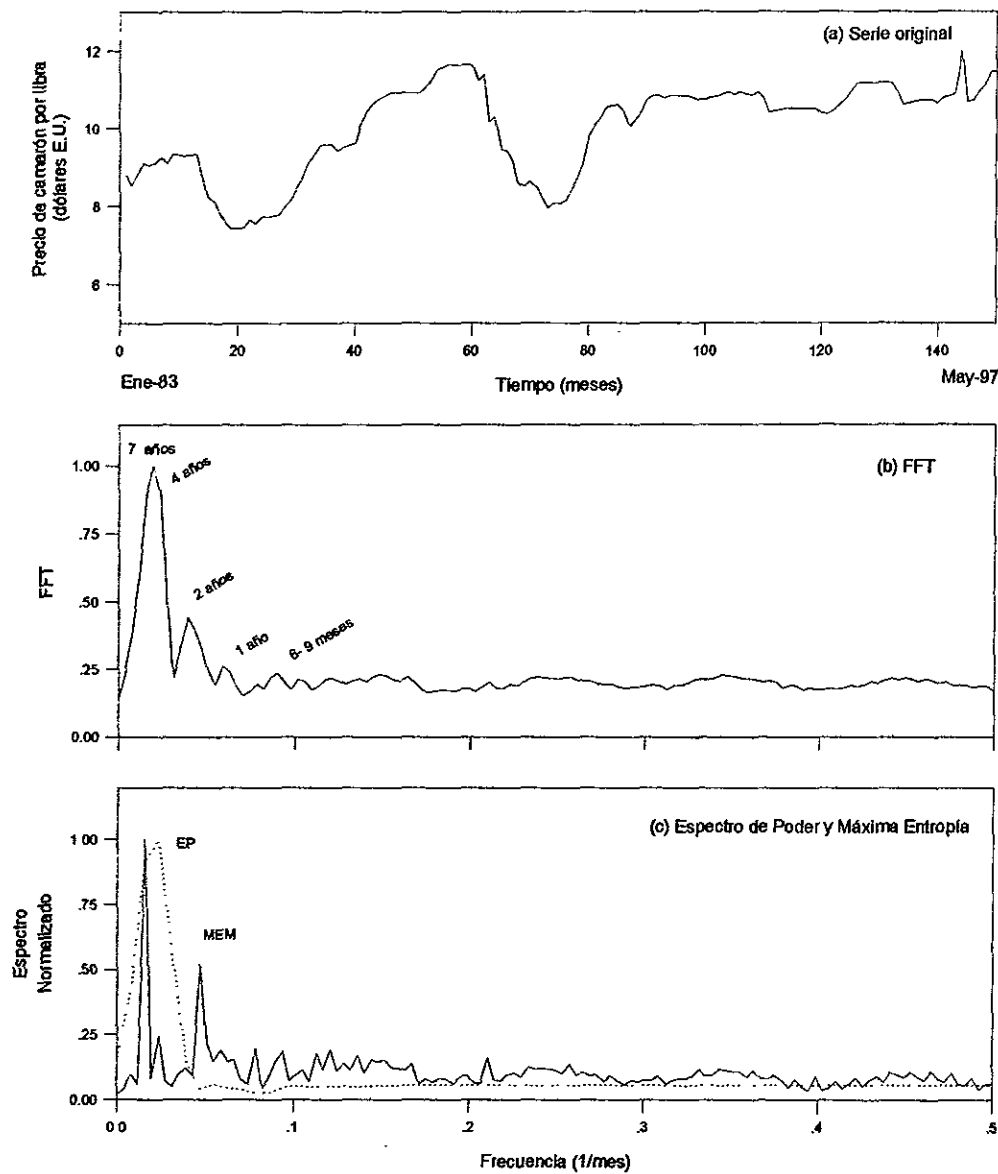 (a) Serie original
Precio de camarón por libra
(dólares E.U.)
12
10
8
6
0
20
40
60
80
100
120
140
Ene-83
Tiempo (meses)
May-97
(b) FFT
7 años
4 años
2 años
1 año
6-9 mesas
FFT
1.00
.75
.50
.25
0.00
(c) Espectro de Poder y Máxima Entropía
EP
MEM
Espectro
Normalizado
1 00
.75
.50
.25
0.00
0 0
.1
.2
.3
.4
.5
Frecuencia (1/mes)